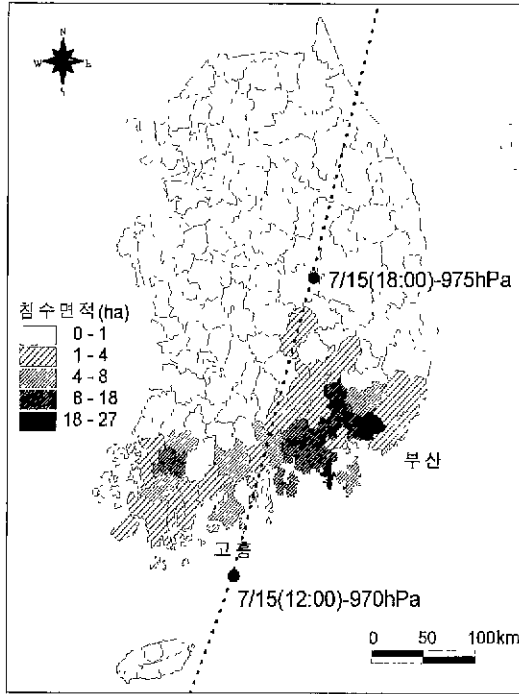 N
W E
S
7/15(18:00)-975hPa
침수면적(ha)
0 - 1
1 - 4
4 - 8
8 - 18
18 - 27
부산
고흥
7/15(12:00)-970hPa
0 50 100km